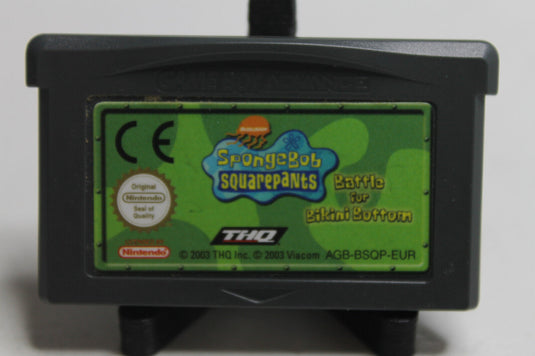 GAME BOY ADVANCE
CE
Nickelodeon
SpongeBob
SQUAREPANTS
Battle
for
Bikini Bottom
Original
Nintendo
Seal of
Quality
THQ
Nintendo
© 2003 THQ Inc. © 2003 Viacom AGB-BSQP-EUR